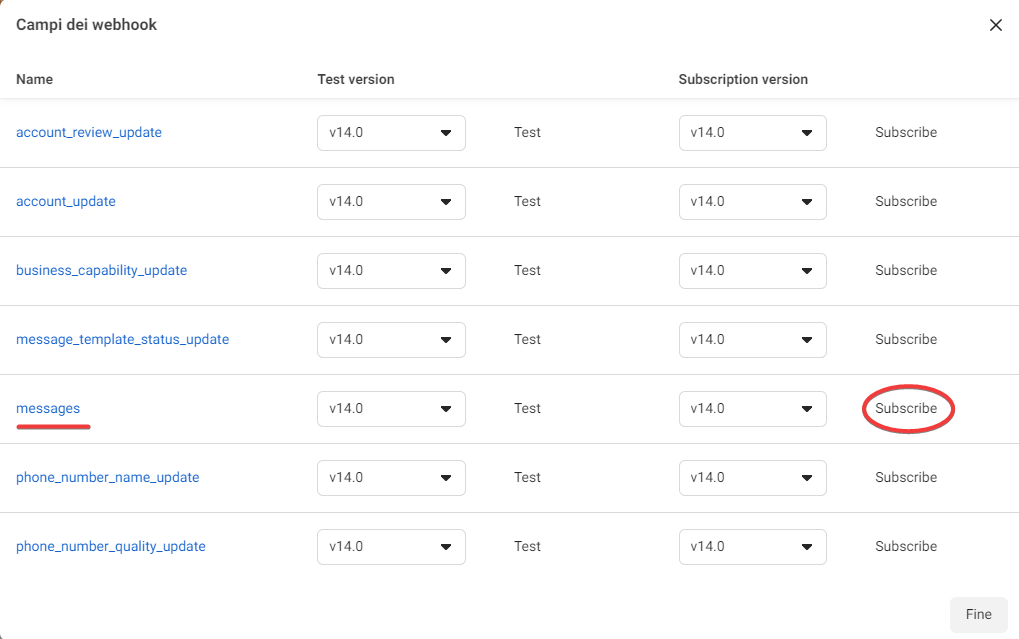 Campi dei webhook
Name Test version Subscription version
account_review_update v14.0 Test v14.0 Subscribe
account_update v14.0 Test v14.0 Subscribe
business_capability_update v14.0 Test v14.0 Subscribe
message_template_status_update v14.0 Test v14.0 Subscribe
messages v14.0 Test v14.0 Subscribe
phone_number_name_update v14.0 Test v14.0 Subscribe
phone_number_quality_update v14.0 Test v14.0 Subscribe
Fine